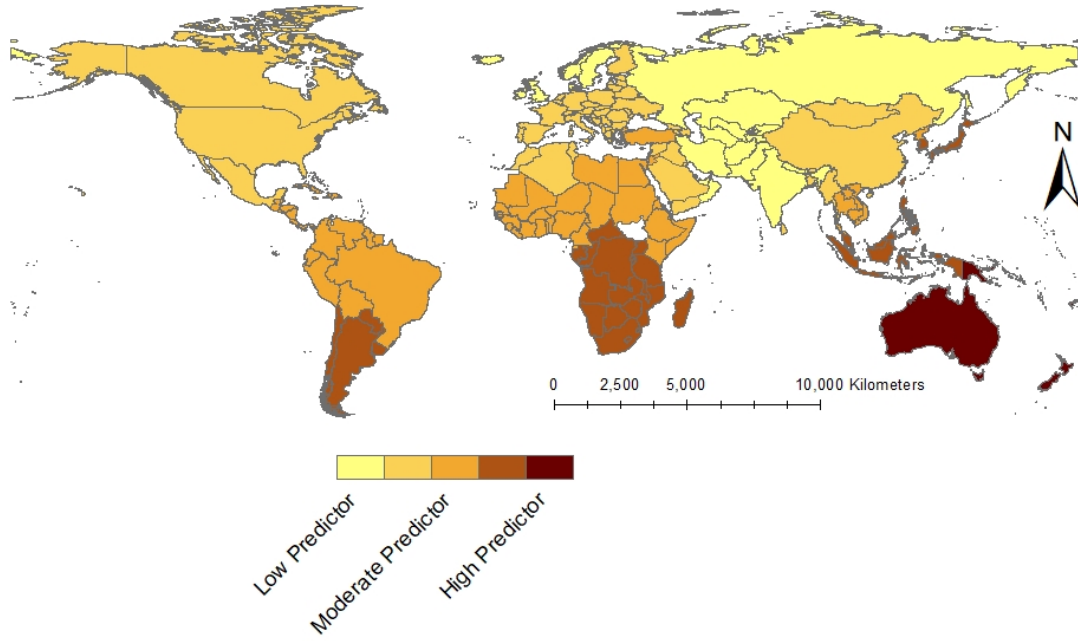 N
0 2,500 5,000 10,000 Kilometers
Low Predictor
Moderate Predictor
High Predictor